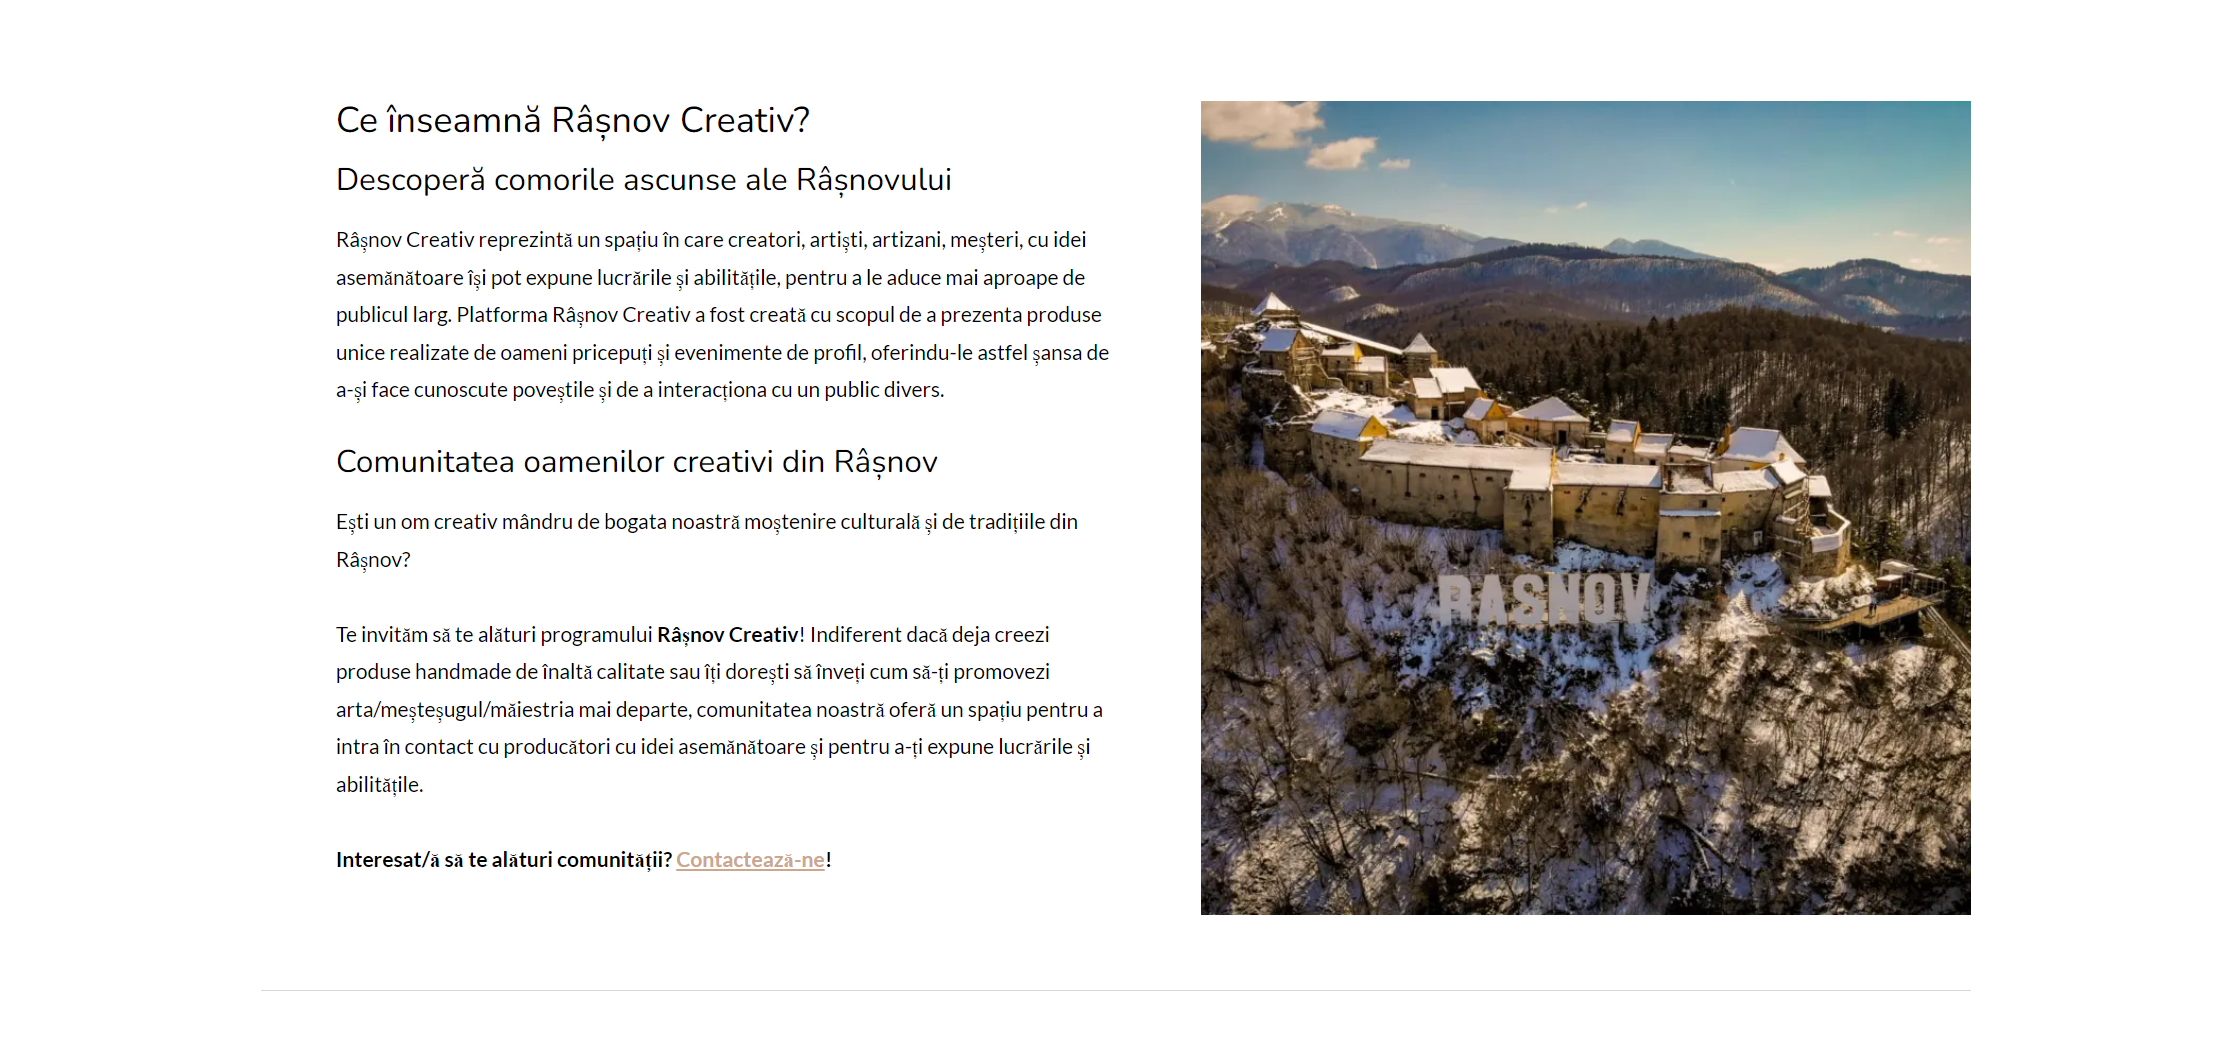 Ce înseamnă Râșnov Creativ?
Descoperă comorile ascunse ale Râșnovului
Râșnov Creativ reprezintă un spațiu în care creatori, artiști, artizani, meșteri, cu idei
asemănătoare își pot expune lucrările și abilitățile, pentru a le aduce mai aproape de
publicul larg. Platforma Râșnov Creativ a fost creată cu scopul de a prezenta produse
unice realizate de oameni pricepuți și evenimente de profil, oferindu-le astfel șansa de
a-și face cunoscute poveștile și de a interacționa cu un public divers.
Comunitatea oamenilor creativi din Râșnov
Ești un om creativ mândru de bogata noastră moștenire culturală și de tradițiile din
Râșnov?
Te invităm să te alături programului Râșnov Creativ! Indiferent dacă deja creezi
produse handmade de înaltă calitate sau îți dorești să înveți cum să-ți promovezi
arta/meșteșugul/măiestria mai departe, comunitatea noastră oferă un spațiu pentru a
intra în contact cu producători cu idei asemănătoare și pentru a-ți expune lucrările și
abilitățile.
Interesat/ă să te alături comunității? Contactează-ne!
RASNOV